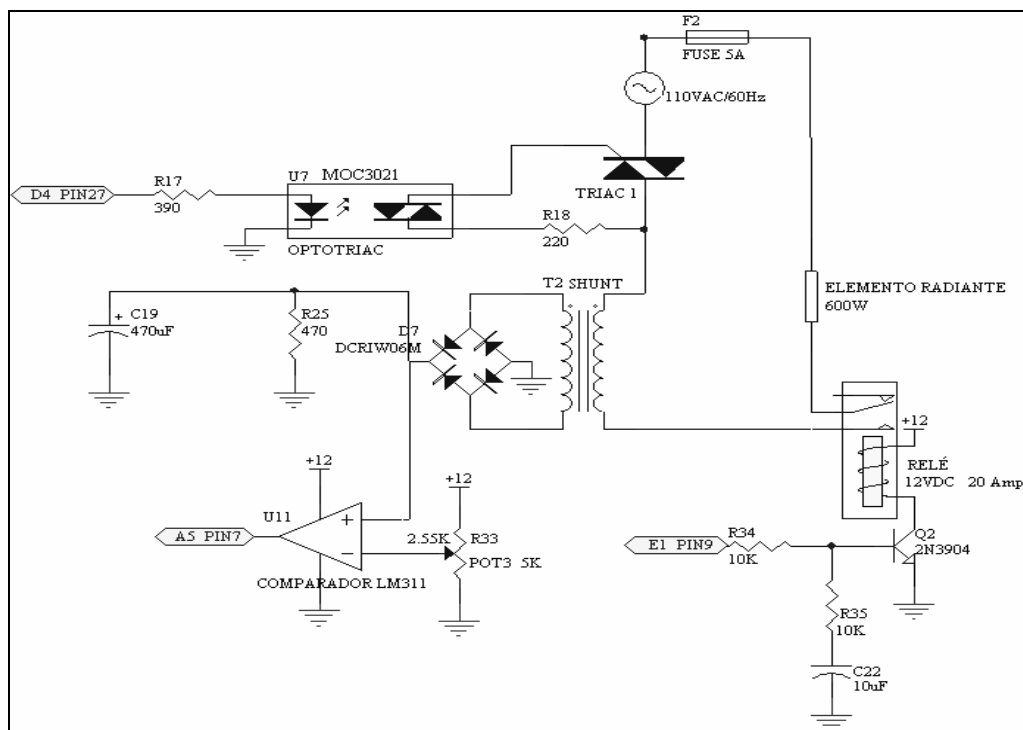 F2
FUSE 5A
110VAC/60Hz
U7 MOC3021
TRIAC 1
D4 PIN27
R17
390
R18
220
OPTOTRIAC
T2 SHUNT
ELEMENTO RADIANTE
600W
C19
470uF
R25
470
D7
DCRIW06M
+12
RELÉ
12VDC 20 Amp
+12
+12
U11
A5 PIN7
2.55K
R33
POT3 5K
COMPARADOR LM311
E1 PIN9
R34
10K
Q2
2N3904
R35
10K
C22
10uF